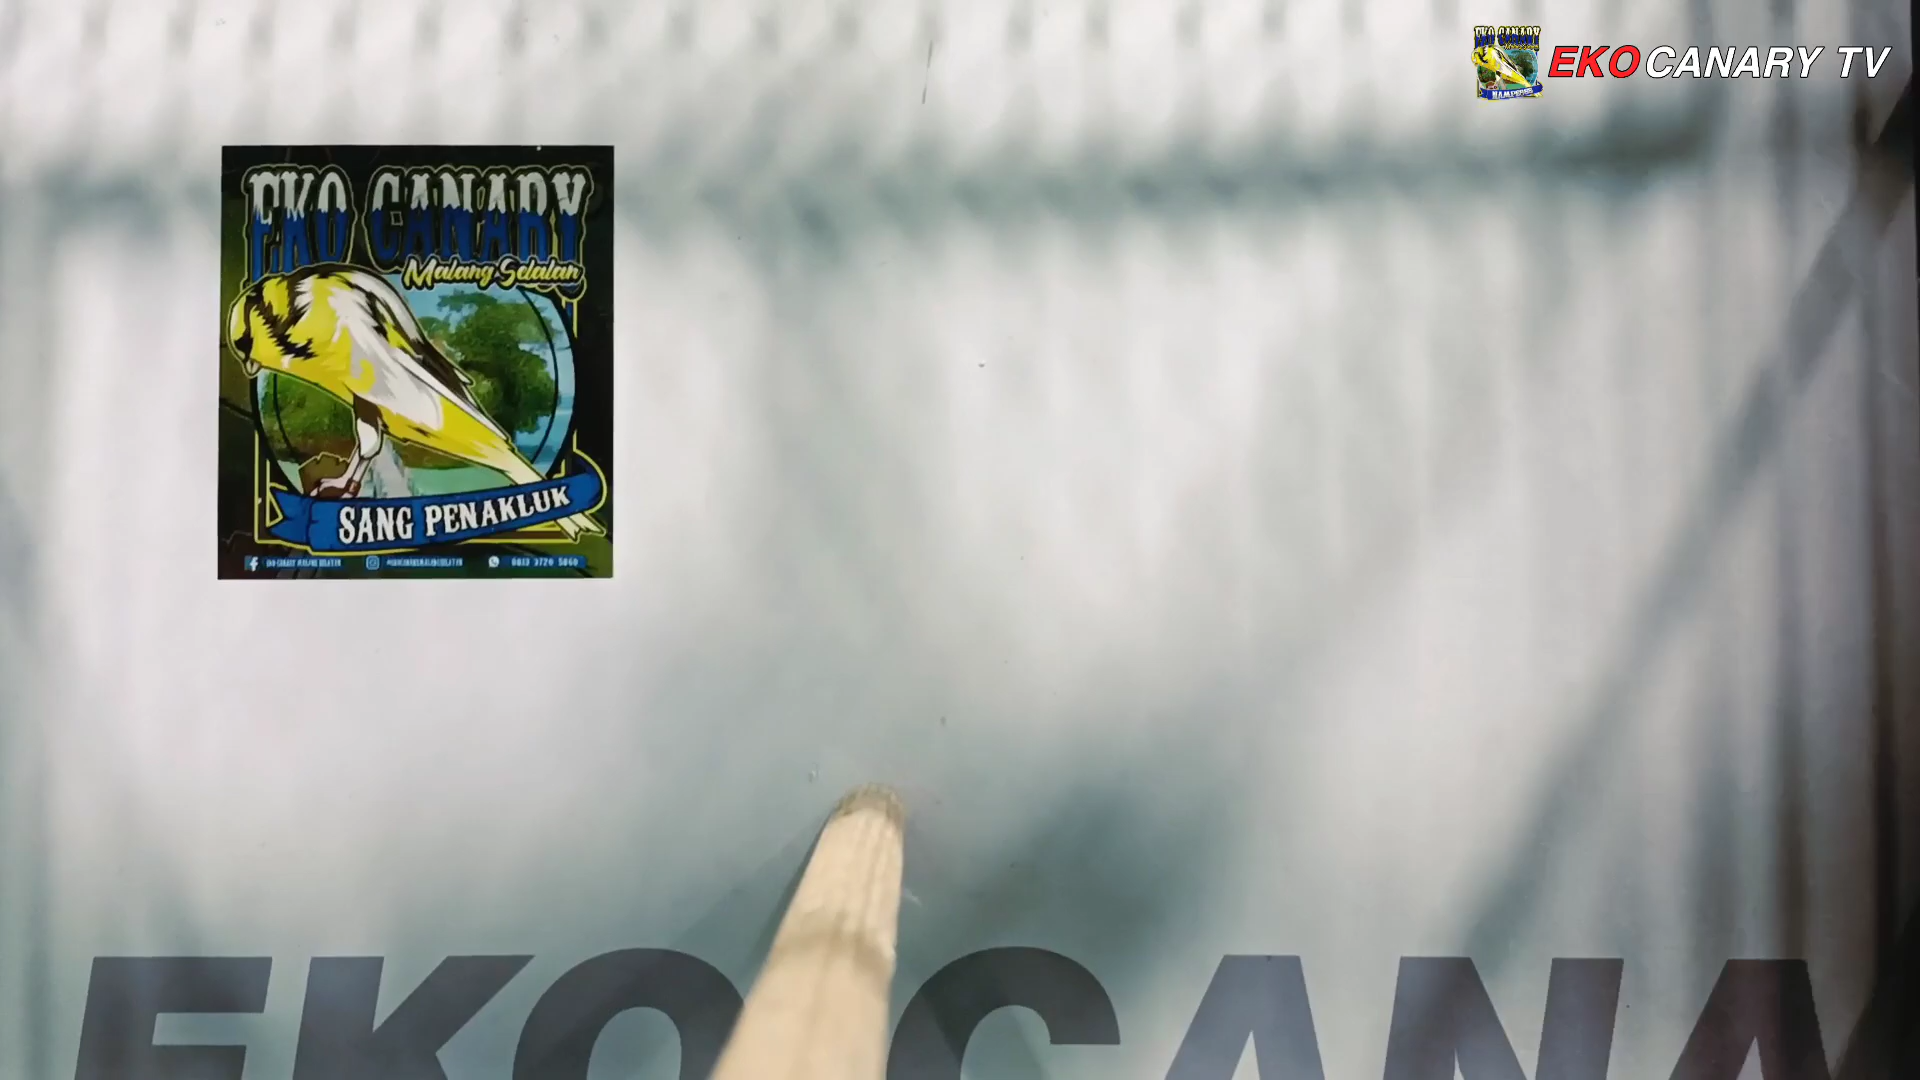 EKO CANARY TV
EKO CANARY
Malang Selatan
SANG PENAKLUK
EKO CANA